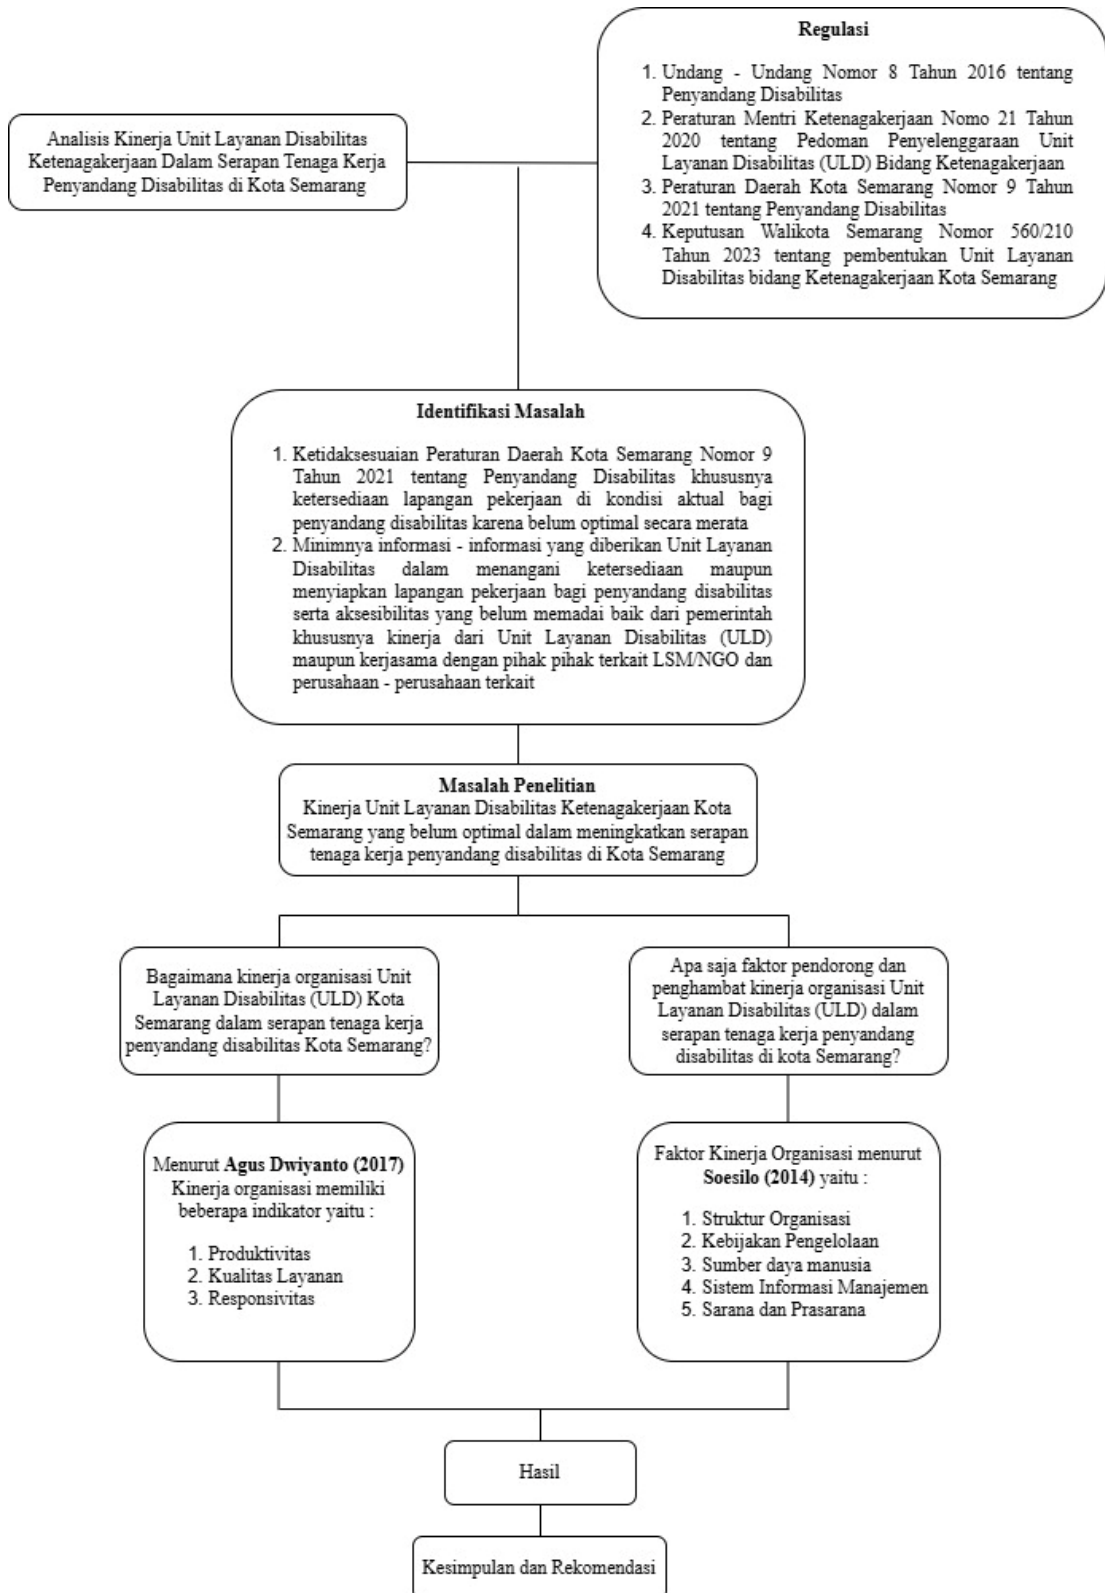 Regulasi
1. Undang - Undang Nomor 8 Tahun 2016 tentang
Penyandang Disabilitas
2. Peraturan Mentri Ketenagakerjaan Nomo 21 Tahun
2020 tentang Pedoman Penyelenggaraan Unit
Layanan Disabilitas (ULD) Bidang Ketenagakerjaan
3. Peraturan Daerah Kota Semarang Nomor 9 Tahun
2021 tentang Penyandang Disabilitas
4. Keputusan Walikota Semarang Nomor 560/210
Tahun 2023 tentang pembentukan Unit Layanan
Disabilitas bidang Ketenagakerjaan Kota Semarang
Analisis Kinerja Unit Layanan Disabilitas
Ketenagakerjaan Dalam Serapan Tenaga Kerja
Penyandang Disabilitas di Kota Semarang
Identifikasi Masalah
1. Ketidaksesuaian Peraturan Daerah Kota Semarang Nomor 9
Tahun 2021 tentang Penyandang Disabilitas khususnya
ketersediaan lapangan pekerjaan di kondisi aktual bagi
penyandang disabilitas karena belum optimal secara merata
2. Minimnya informasi - informasi yang diberikan Unit Layanan
Disabilitas dalam menangani ketersediaan maupun
menyiapkan lapangan pekerjaan bagi penyandang disabilitas
serta aksesibilitas yang belum memadai baik dari pemerintah
khususnya kinerja dari Unit Layanan Disabilitas (ULD)
maupun kerjasama dengan pihak pihak terkait LSM/NGO dan
perusahaan - perusahaan terkait
Masalah Penelitian
Kinerja Unit Layanan Disabilitas Ketenagakerjaan Kota
Semarang yang belum optimal dalam meningkatkan serapan
tenaga kerja penyandang disabilitas di Kota Semarang
Bagaimana kinerja organisasi Unit
Layanan Disabilitas (ULD) Kota
Semarang dalam serapan tenaga kerja
penyandang disabilitas Kota Semarang?
Apa saja faktor pendorong dan
penghambat kinerja organisasi Unit
Layanan Disabilitas (ULD) dalam
serapan tenaga kerja penyandang
disabilitas di kota Semarang?
Menurut Agus Dwiyanto (2017)
Kinerja organisasi memiliki
beberapa indikator yaitu :
1. Produktivitas
2. Kualitas Layanan
3. Responsivitas
Faktor Kinerja Organisasi menurut
Soesilo (2014) yaitu :
1. Struktur Organisasi
2. Kebijakan Pengelolaan
3. Sumber daya manusia
4. Sistem Informasi Manajemen
5. Sarana dan Prasarana
Hasil
Kesimpulan dan Rekomendasi